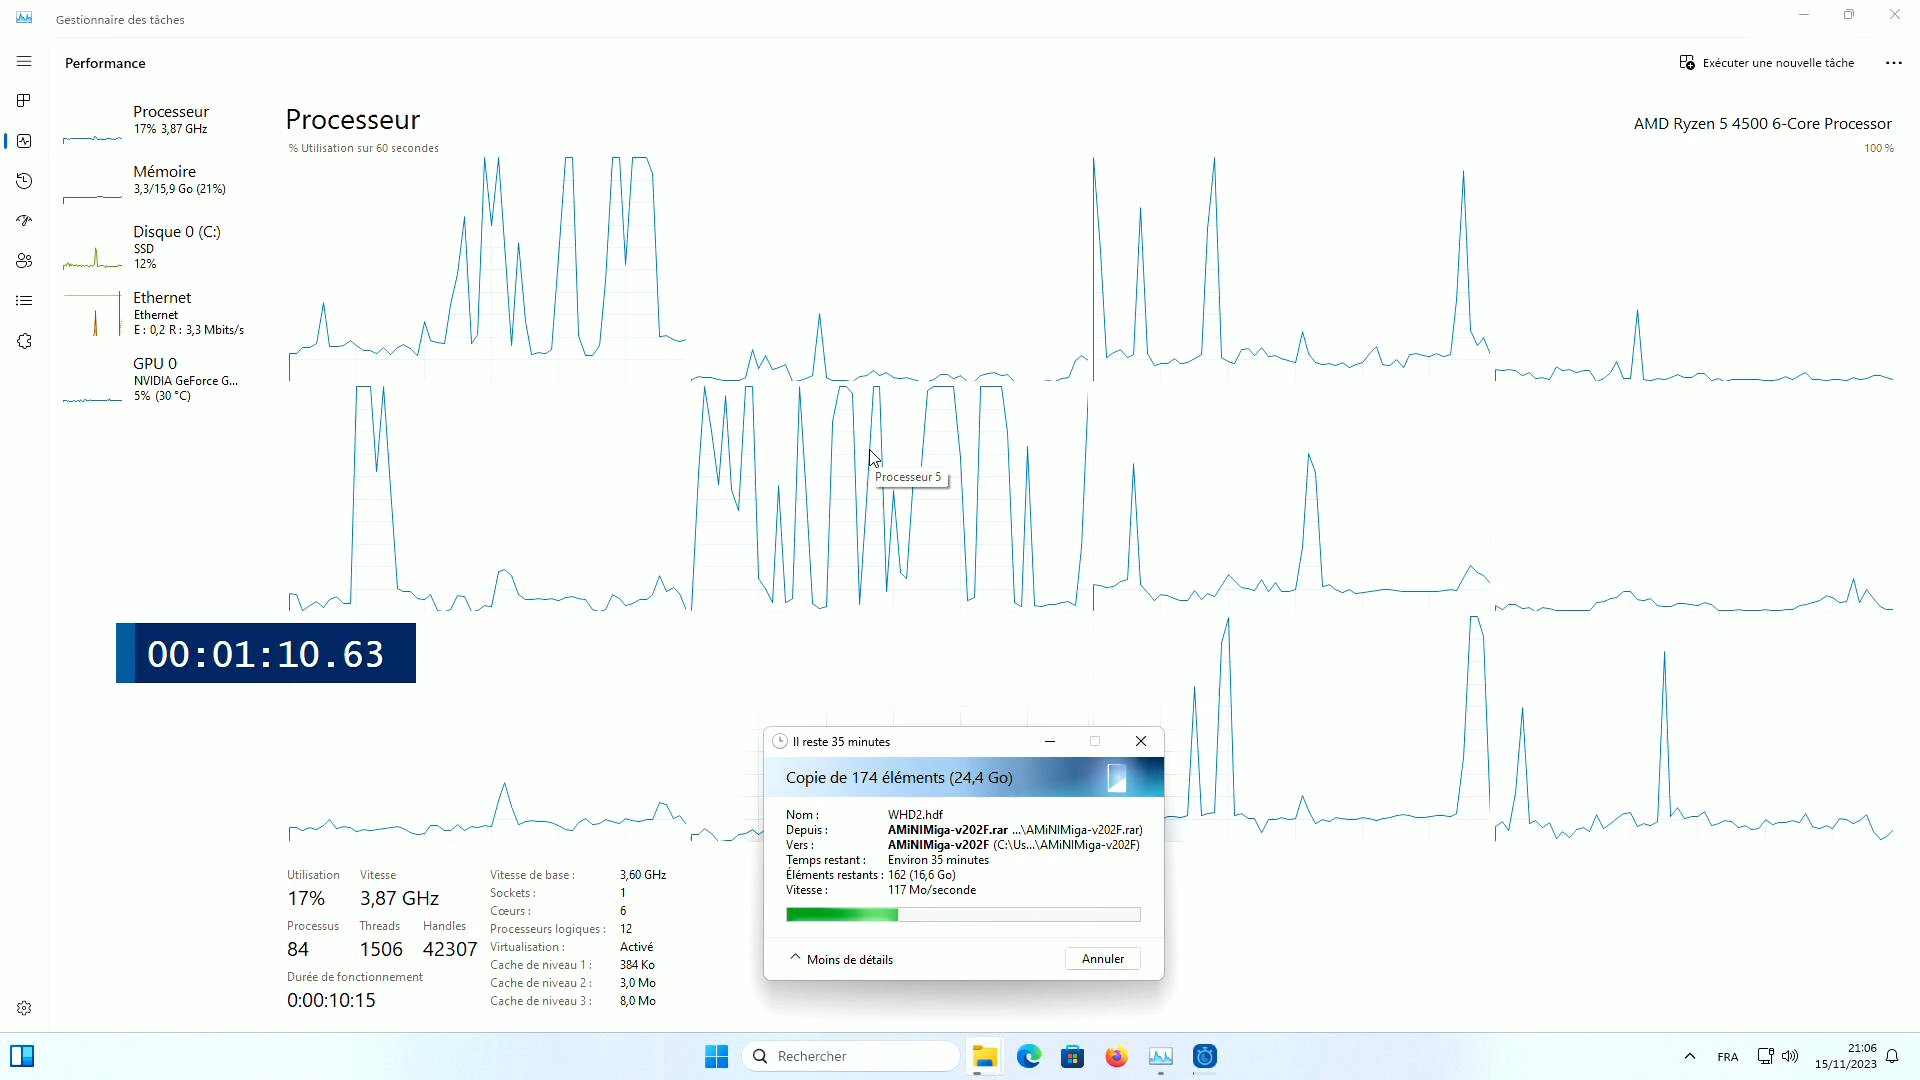 Gestionnaire des tâches
Performance
Exécuter une nouvelle tâche
Processeur
17% 3,87 GHz
Mémoire
3,3/15,9 Go (21%)
Disque 0 (C:)
SSD
12%
Ethernet
Ethernet
E : 0,2 R : 3,3 Mbits/s
GPU 0
NVIDIA GeForce G...
5% (30 °C)
Processeur
AMD Ryzen 5 4500 6-Core Processor
% Utilisation sur 60 secondes
100 %
Processeur 5
00:01:10.63
Il reste 35 minutes
Copie de 174 éléments (24,4 Go)
Nom : WHD2.hdf
Depuis : AMiNIMiga-v202F.rar ...\AMiNIMiga-v202F.rar)
Vers : AMiNIMiga-v202F (C:\Us...\AMiNIMiga-v202F)
Temps restant : Environ 35 minutes
Éléments restants : 162 (16,6 Go)
Vitesse : 117 Mo/seconde
Moins de détails
Annuler
Utilisation Vitesse
17% 3,87 GHz
Processus Threads Handles
84 1506 42307
Durée de fonctionnement
0:00:10:15
Vitesse de base : 3,60 GHz
Sockets : 1
Cœurs : 6
Processeurs logiques : 12
Virtualisation : Activé
Cache de niveau 1 : 384 Ko
Cache de niveau 2 : 3,0 Mo
Cache de niveau 3 : 8,0 Mo
Rechercher
FRA
21:06
15/11/2023